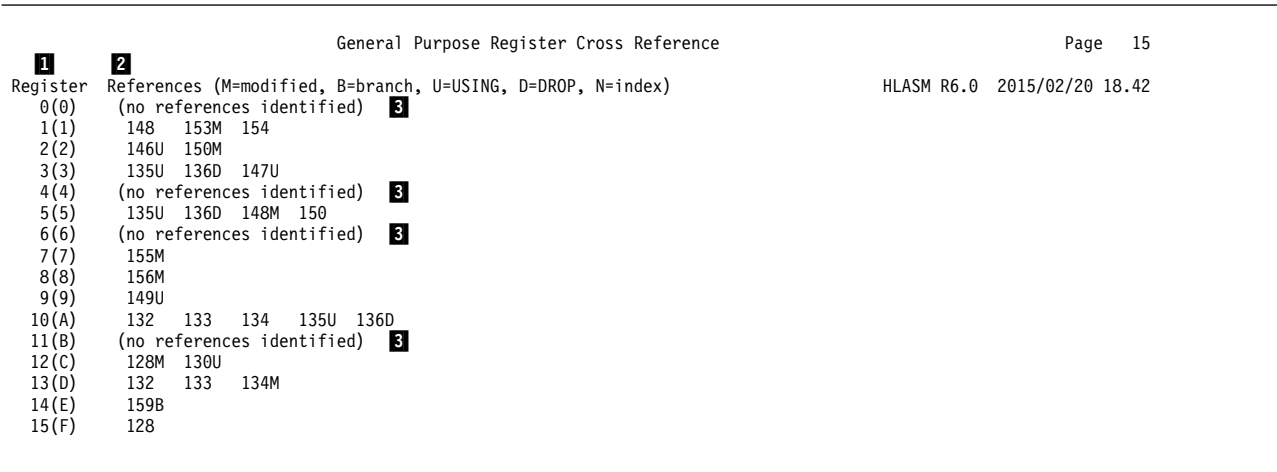 General Purpose Register Cross Reference Page 15
1 2
Register References (M=modified, B=branch, U=USING, D=DROP, N=index) HLASM R6.0 2015/02/20 18.42
0(0) (no references identified) 3
1(1) 148 153M 154
2(2) 146U 150M
3(3) 135U 136D 147U
4(4) (no references identified) 3
5(5) 135U 136D 148M 150
6(6) (no references identified) 3
7(7) 155M
8(8) 156M
9(9) 149U
10(A) 132 133 134 135U 136D
11(B) (no references identified) 3
12(C) 128M 130U
13(D) 132 133 134M
14(E) 159B
15(F) 128